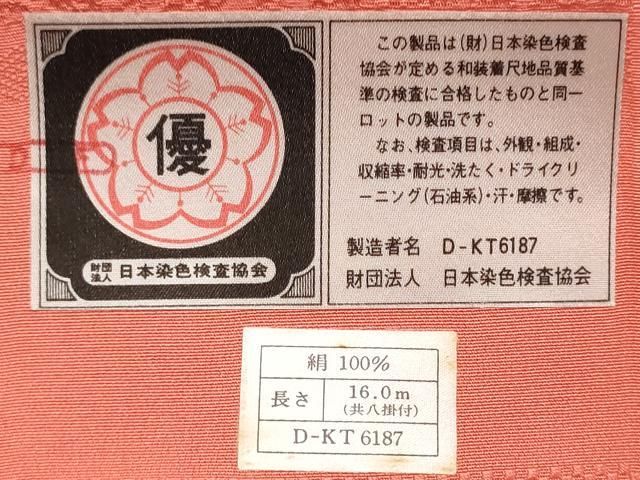 優
財団法人 日本染色検査協会
この製品は(財)日本染色検査
協会が定める和装着尺地品質基
準の検査に合格したものと同一
ロットの製品です。
なお、検査項目は、外観・組成・
収縮率・耐光・洗たく・ドライクリ
ーニング(石油系)・汗・摩擦です。
製造者名 D-KT6187
財団法人 日本染色検査協会
絹 100%
長さ 16.0m
(共八掛付)
D-KT 6187